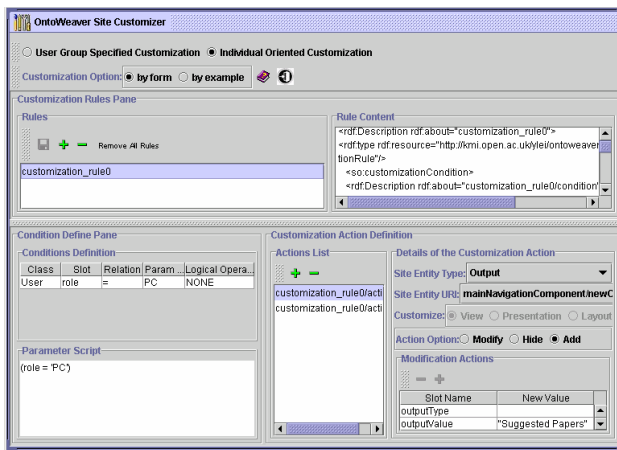 OntoWeaver Site Customizer
User Group Specified Customization Individual Oriented Customization
Customization Option: by form by example
Customization Rules Pane
Rules
Remove All Rules
customization_rule0
Rule Content
<rdf:Description rdf:about="customization_rule0">
<rdf:type rdf:resource="http://kmi.open.ac.uk/ylei/ontoweaver
tionRule"/>
<so:customizationCondition>
<rdf:Description rdf:about="customization_rule0/condition"
Condition Define Pane
Conditions Definition
Class Slot Relation Param ... Logical Opera...
User role = PC NONE
Parameter Script
(role = 'PC')
Customization Action Definition
Actions List
customization_rule0/acti
customization_rule0/acti
Details of the Customization Action
Site Entity Type: Output
Site Entity URI: mainNavigationComponent/newC
Customize: View Presentation Layout
Action Option: Modify Hide Add
Modification Actions
Slot Name New Value
outputType
outputValue "Suggested Papers"